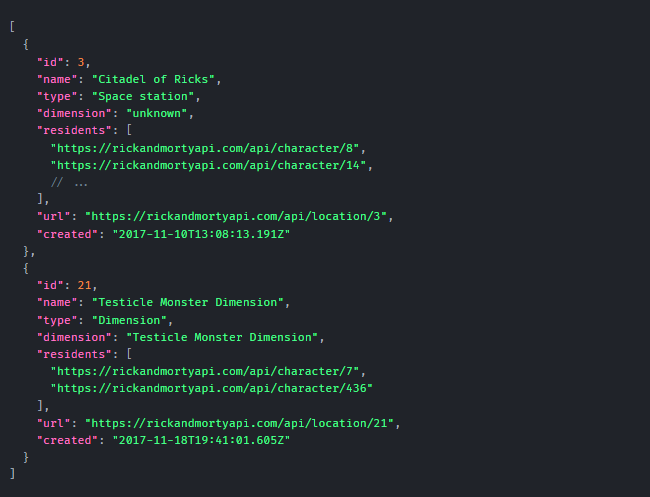 [
  {
    "id": 3,
    "name": "Citadel of Ricks",
    "type": "Space station",
    "dimension": "unknown",
    "residents": [
      "https://rickandmortyapi.com/api/character/8",
      "https://rickandmortyapi.com/api/character/14",
      // ...
    ],
    "url": "https://rickandmortyapi.com/api/location/3",
    "created": "2017-11-10T13:08:13.191Z"
  },
  {
    "id": 21,
    "name": "Testicle Monster Dimension",
    "type": "Dimension",
    "dimension": "Testicle Monster Dimension",
    "residents": [
      "https://rickandmortyapi.com/api/character/7",
      "https://rickandmortyapi.com/api/character/436"
    ],
    "url": "https://rickandmortyapi.com/api/location/21",
    "created": "2017-11-18T19:41:01.605Z"
  }
]